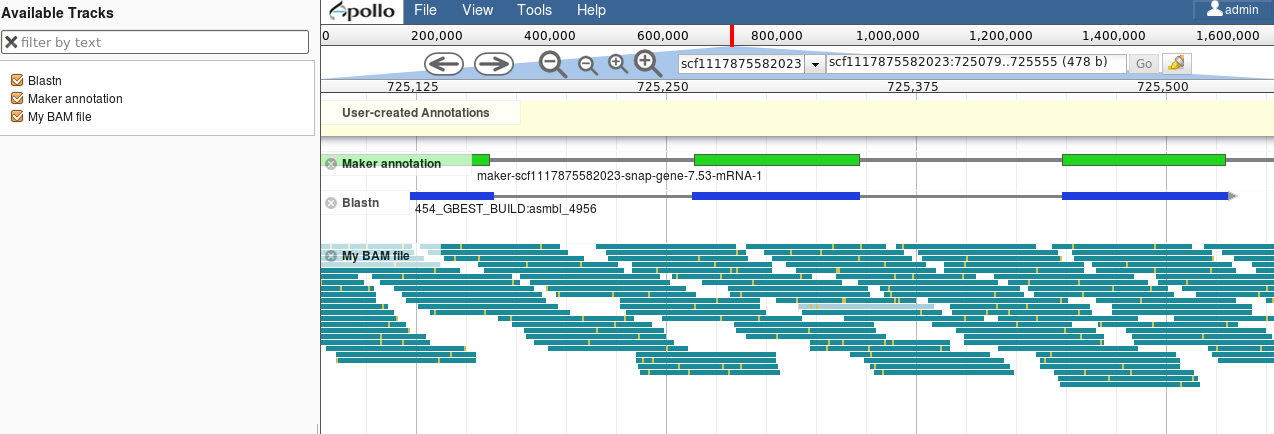 Available Tracks
filter by text
Blastn
Maker annotation
My BAM file
Apollo File View Tools Help admin
0 200,000 400,000 600,000 800,000 1,000,000 1,200,000 1,400,000 1,600,000
scf1117875582023 scf1117875582023:725079..725555 (478 b) Go
725,125 725,250 725,375 725,500
User-created Annotations
Maker annotation
maker-scf1117875582023-snap-gene-7.53-mRNA-1
Blastn
454_GBEST_BUILD:asmbl_4956
My BAM file